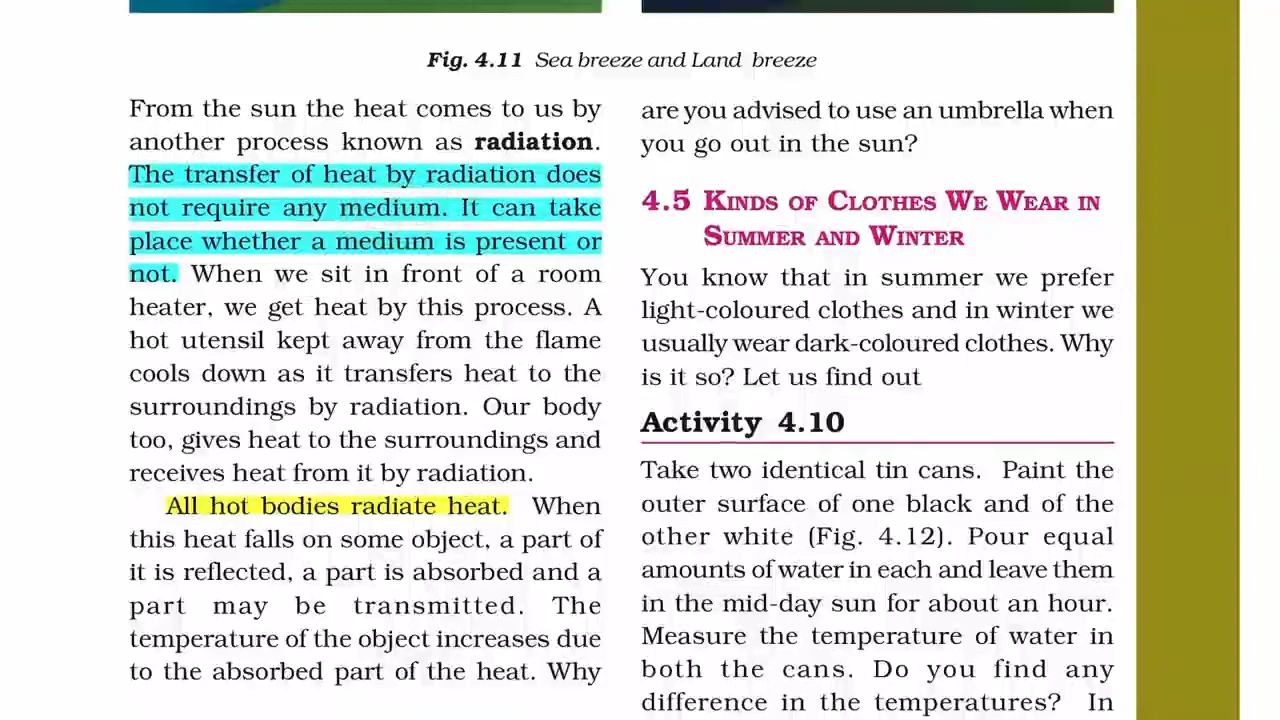 Fig. 4.11 Sea breeze and Land breeze
From the sun the heat comes to us by
another process known as radiation.
The transfer of heat by radiation does
not require any medium. It can take
place whether a medium is present or
not. When we sit in front of a room
heater, we get heat by this process. A
hot utensil kept away from the flame
cools down as it transfers heat to the
surroundings by radiation. Our body
too, gives heat to the surroundings and
receives heat from it by radiation.
All hot bodies radiate heat. When
this heat falls on some object, a part of
it is reflected, a part is absorbed and a
part may be transmitted. The
temperature of the object increases due
to the absorbed part of the heat. Why
are you advised to use an umbrella when
you go out in the sun?
4.5 KINDS OF CLOTHES WE WEAR IN
SUMMER AND WINTER
You know that in summer we prefer
light-coloured clothes and in winter we
usually wear dark-coloured clothes. Why
is it so? Let us find out
Activity 4.10
Take two identical tin cans. Paint the
outer surface of one black and of the
other white (Fig. 4.12). Pour equal
amounts of water in each and leave them
in the mid-day sun for about an hour.
Measure the temperature of water in
both the cans. Do you find any
difference in the temperatures? In